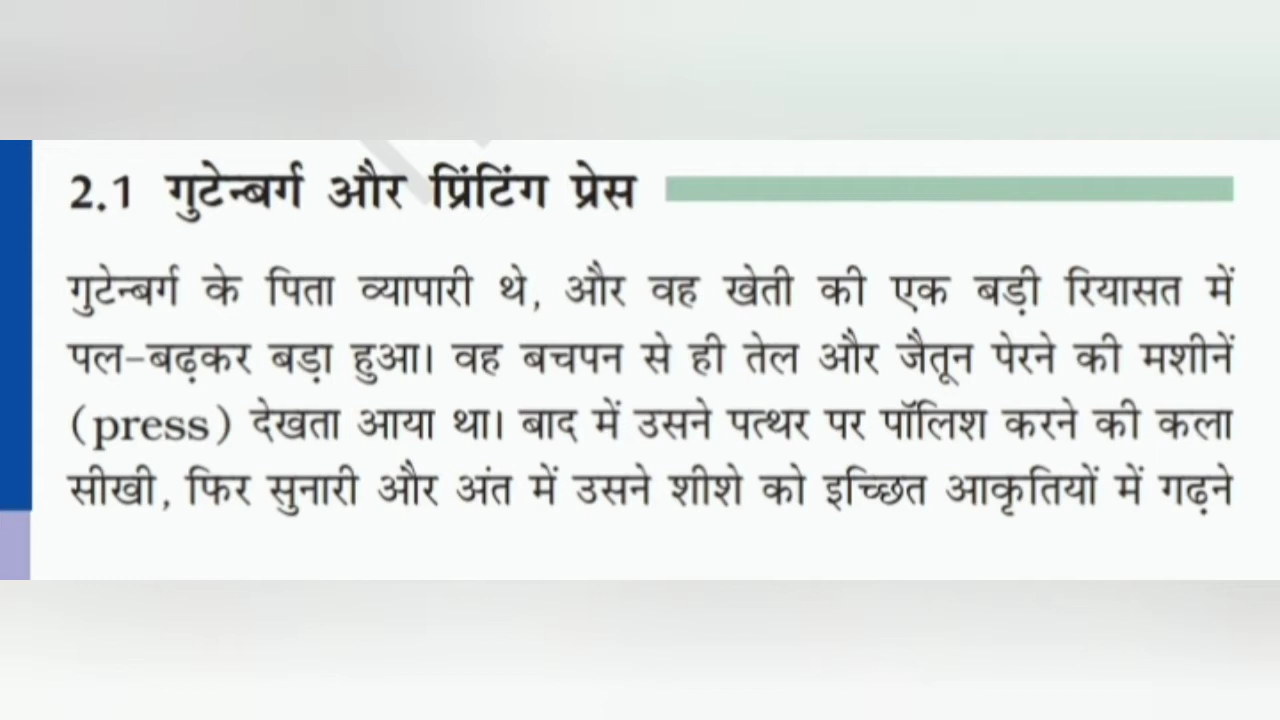 2.1 गुटेन्बर्ग और प्रिंटिंग प्रेस
गुटेन्बर्ग के पिता व्यापारी थे, और वह खेती की एक बड़ी रियासत में
पल-बढ़कर बड़ा हुआ। वह बचपन से ही तेल और जैतून पेरने की मशीनें
(press) देखता आया था। बाद में उसने पत्थर पर पॉलिश करने की कला
सीखी, फिर सुनारी और अंत में उसने शीशे को इच्छित आकृतियों में गढ़ने